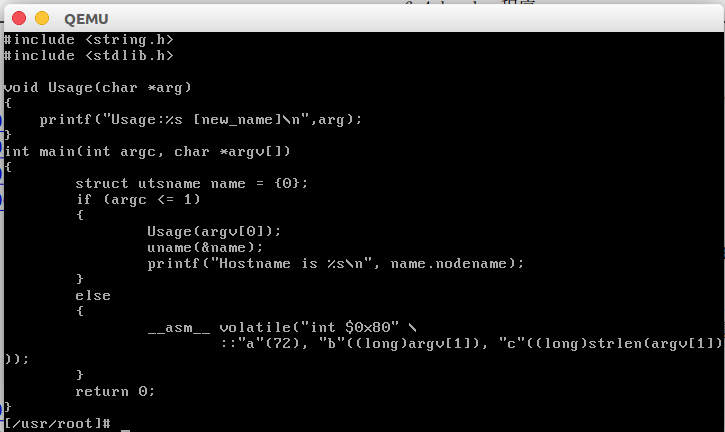 QEMU
#include <string.h>
#include <stdlib.h>
void Usage(char *arg)
{
    printf("Usage:%s [new_name]\n",arg);
}
int main(int argc, char *argv[])
{
        struct utsname name = {0};
        if (argc <= 1)
        {
                Usage(argv[0]);
                uname(&name);
                printf("Hostname is %s\n", name.nodename);
        }
        else
        {
                __asm__ volatile("int $0x80" \
                        ::"a"(72), "b"((long)argv[1]), "c"((long)strlen(argv[1])
));
        }
        return 0;
}
[/usr/root]# _